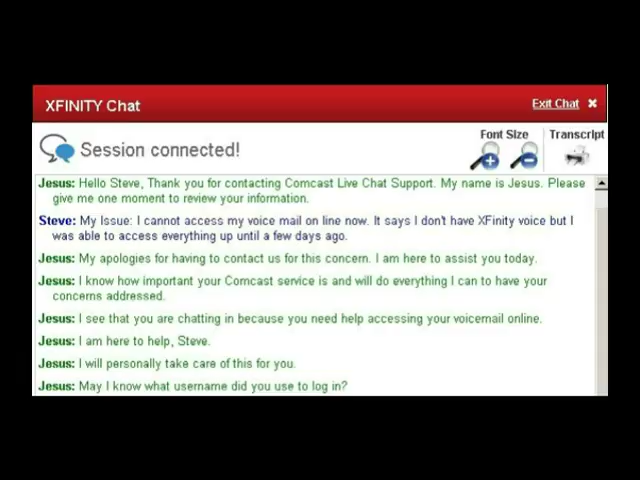 XFINITY Chat
Exit Chat ×
Session connected!
Font Size
Transcript
Jesus: Hello Steve, Thank you for contacting Comcast Live Chat Support. My name is Jesus. Please
give me one moment to review your information.
Steve: My Issue: I cannot access my voice mail on line now. It says I don't have XFinity voice but I
was able to access everything up until a few days ago.
Jesus: My apologies for having to contact us for this concern. I am here to assist you today.
Jesus: I know how important your Comcast service is and will do everything I can to have your
concerns addressed.
Jesus: I see that you are chatting in because you need help accessing your voicemail online.
Jesus: I am here to help, Steve.
Jesus: I will personally take care of this for you.
Jesus: May I know what username did you use to log in?